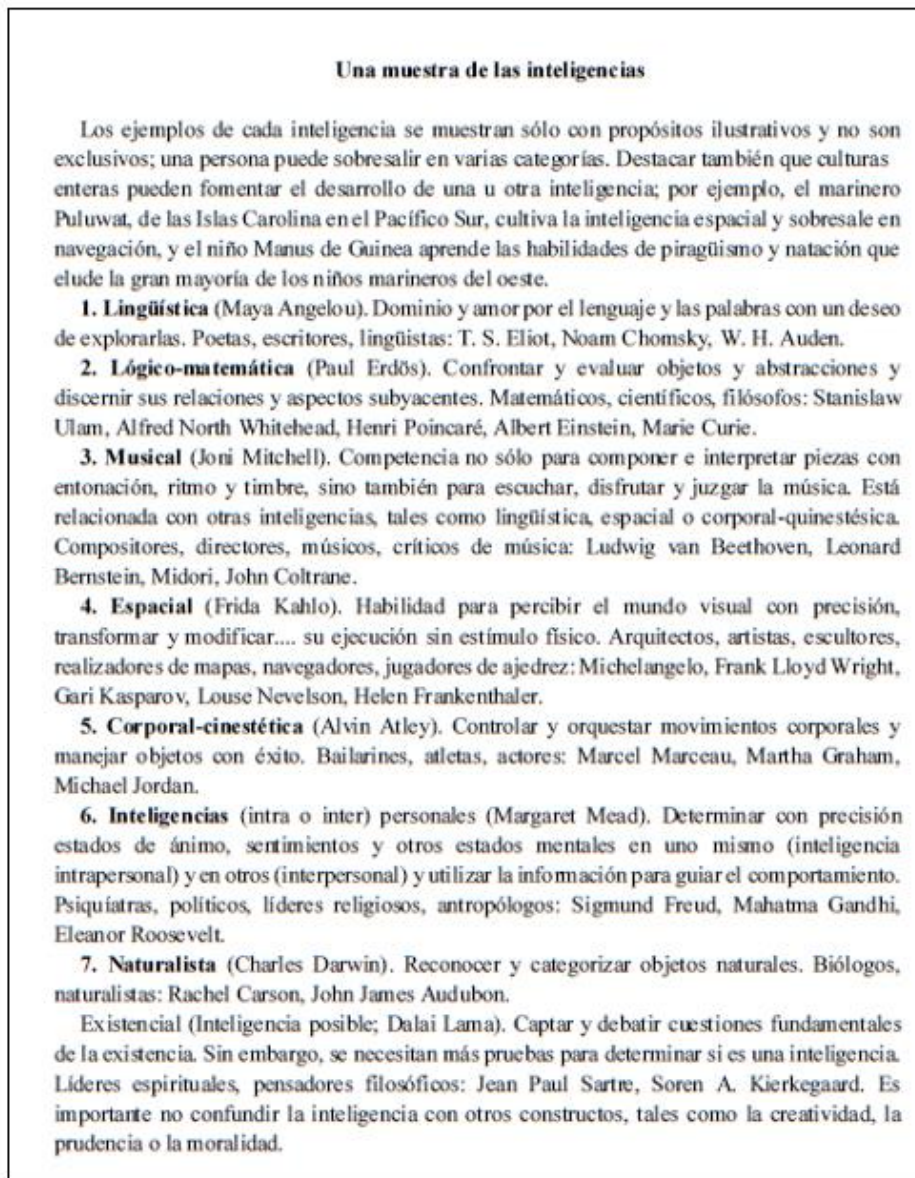 Una muestra de las inteligencias
Los ejemplos de cada inteligencia se muestran sólo con propósitos ilustrativos y no son
exclusivos; una persona puede sobresalir en varias categorías. Destacar también que culturas
enteras pueden fomentar el desarrollo de una u otra inteligencia; por ejemplo, el marinero
Puluwat, de las Islas Carolina en el Pacífico Sur, cultiva la inteligencia espacial y sobresale en
navegación, y el niño Manus de Guinea aprende las habilidades de piragüismo y natación que
elude la gran mayoría de los niños marineros del oeste.
1. Lingüística (Maya Angelou). Dominio y amor por el lenguaje y las palabras con un deseo
de explorarlas. Poetas, escritores, lingüistas: T. S. Eliot, Noam Chomsky, W. H. Auden.
2. Lógico-matemática (Paul Erdös). Confrontar y evaluar objetos y abstracciones y
discernir sus relaciones y aspectos subyacentes. Matemáticos, científicos, filósofos: Stanislaw
Ulam, Alfred North Whitehead, Henri Poincaré, Albert Einstein, Marie Curie.
3. Musical (Joni Mitchell). Competencia no sólo para componer e interpretar piezas con
entonación, ritmo y timbre, sino también para escuchar, disfrutar y juzgar la música. Está
relacionada con otras inteligencias, tales como lingüística, espacial o corporal-quinestésica.
Compositores, directores, músicos, críticos de música: Ludwig van Beethoven, Leonard
Bernstein, Midori, John Coltrane.
4. Espacial (Frida Kahlo). Habilidad para percibir el mundo visual con precisión,
transformar y modificar.... su ejecución sin estímulo físico. Arquitectos, artistas, escultores,
realizadores de mapas, navegadores, jugadores de ajedrez: Michelangelo, Frank Lloyd Wright,
Gari Kasparov, Louse Nevelson, Helen Frankenthaler.
5. Corporal-cinestética (Alvin Atley). Controlar y orquestar movimientos corporales y
manejar objetos con éxito. Bailarines, atletas, actores: Marcel Marceau, Martha Graham,
Michael Jordan.
6. Inteligencias (intra o inter) personales (Margaret Mead). Determinar con precisión
estados de ánimo, sentimientos y otros estados mentales en uno mismo (inteligencia
intrapersonal) y en otros (interpersonal) y utilizar la información para guiar el comportamiento.
Psiquíatras, políticos, líderes religiosos, antropólogos: Sigmund Freud, Mahatma Gandhi,
Eleanor Roosevelt.
7. Naturalista (Charles Darwin). Reconocer y categorizar objetos naturales. Biólogos,
naturalistas: Rachel Carson, John James Audubon.
Existencial (Inteligencia posible; Dalai Lama). Captar y debatir cuestiones fundamentales
de la existencia. Sin embargo, se necesitan más pruebas para determinar si es una inteligencia.
Líderes espirituales, pensadores filosóficos: Jean Paul Sartre, Soren A. Kierkegaard. Es
importante no confundir la inteligencia con otros constructos, tales como la creatividad, la
prudencia o la moralidad.